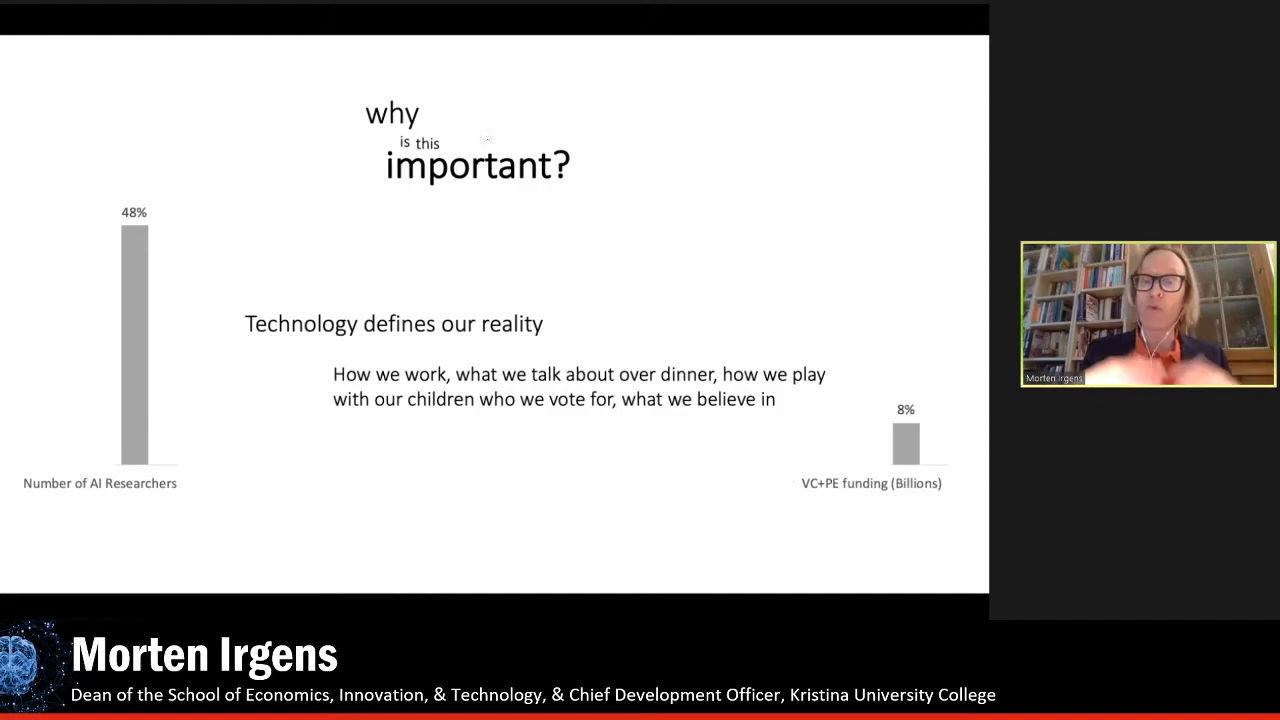 why
is this
important?
48%
Technology defines our reality
How we work, what we talk about over dinner, how we play
with our children who we vote for, what we believe in
8%
Number of AI Researchers
VC+PE funding (Billions)
Morten Irgens
Morten Irgens
Dean of the School of Economics, Innovation, & Technology, & Chief Development Officer, Kristina University College